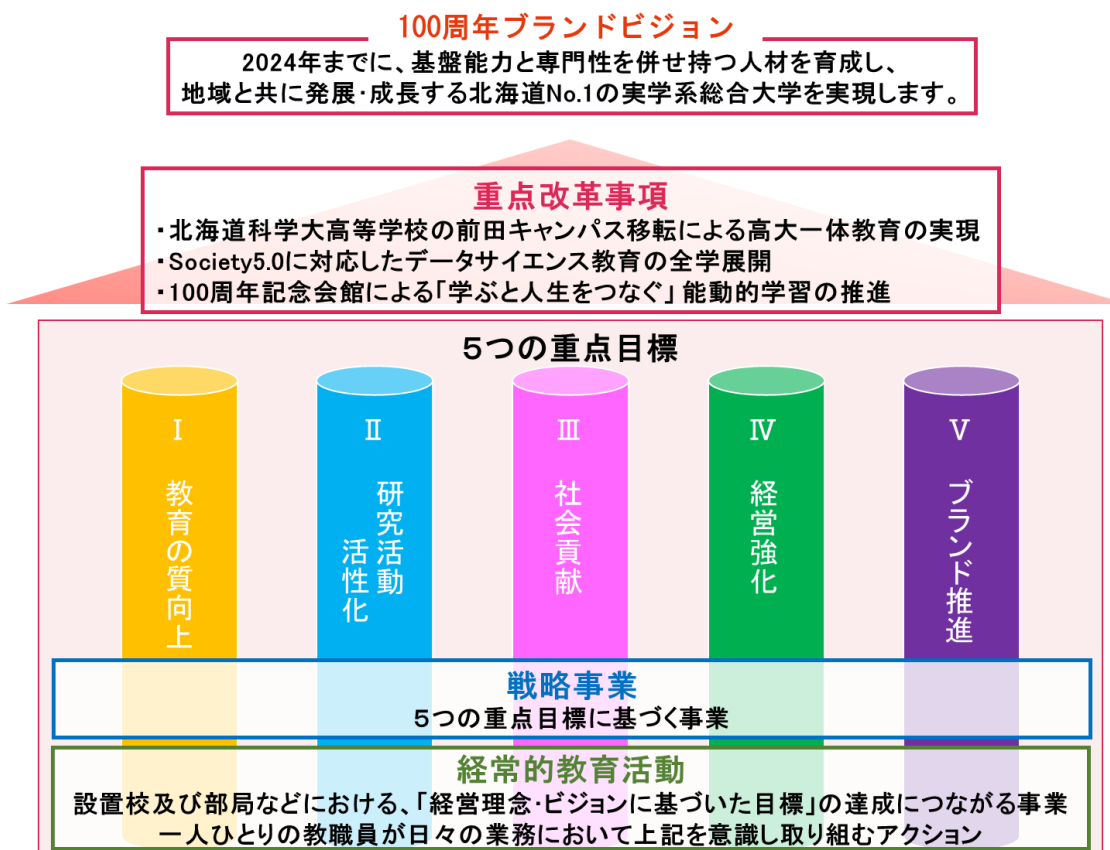 100周年ブランドビジョン
2024年までに、基盤能力と専門性を併せ持つ人材を育成し、
地域と共に発展・成長する北海道No.1の実学系総合大学を実現します。
重点改革事項
・北海道科学大高等学校の前田キャンパス移転による高大一体教育の実現
・Society5.0に対応したデータサイエンス教育の全学展開
・100周年記念会館による「学ぶと人生をつなぐ」能動的学習の推進
５つの重点目標
Ⅰ
教育の質向上
Ⅱ
研究活動
活性化
Ⅲ
社会貢献
Ⅳ
経営強化
Ⅴ
ブランド推進
戦略事業
５つの重点目標に基づく事業
経常的教育活動
設置校及び部局などにおける、「経営理念・ビジョンに基づいた目標」の達成につながる事業
一人ひとりの教職員が日々の業務において上記を意識し取り組むアクション